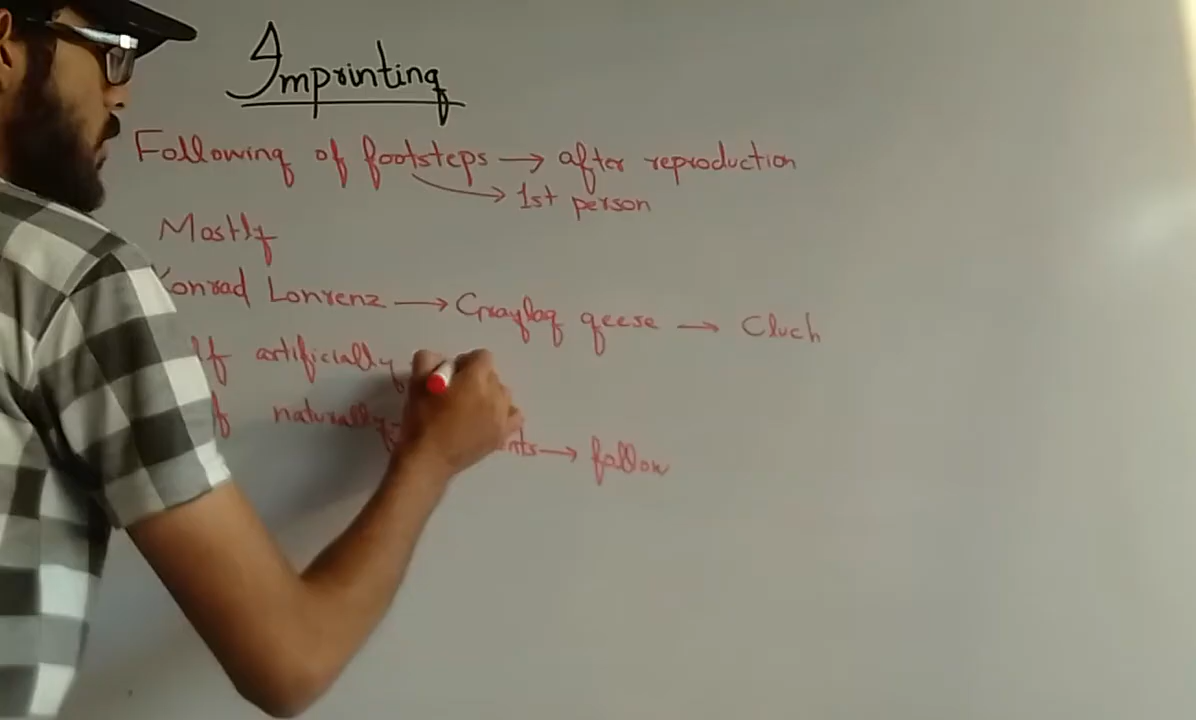 Imprinting
Following of footsteps → after reproduction
→ 1st person
Mostly
Konrad Lonrenz → Graylag geese → Cluch
If artificially
If naturally → follow